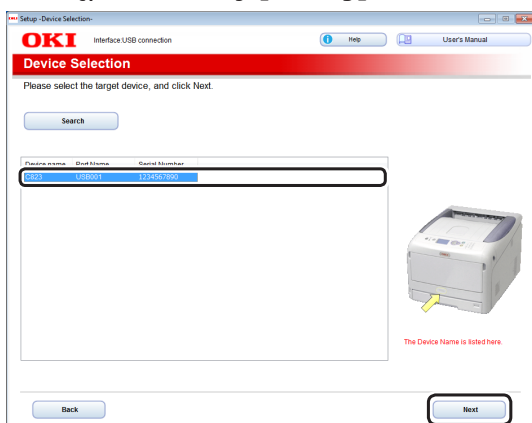 Setup -Device Selection-
OKI Interface:USB connection Help User's Manual
Device Selection
Please select the target device, and click Next.
Search
Device name Port Name Serial Number
C823 USB001 1234567890
The Device Name is listed here.
Back Next